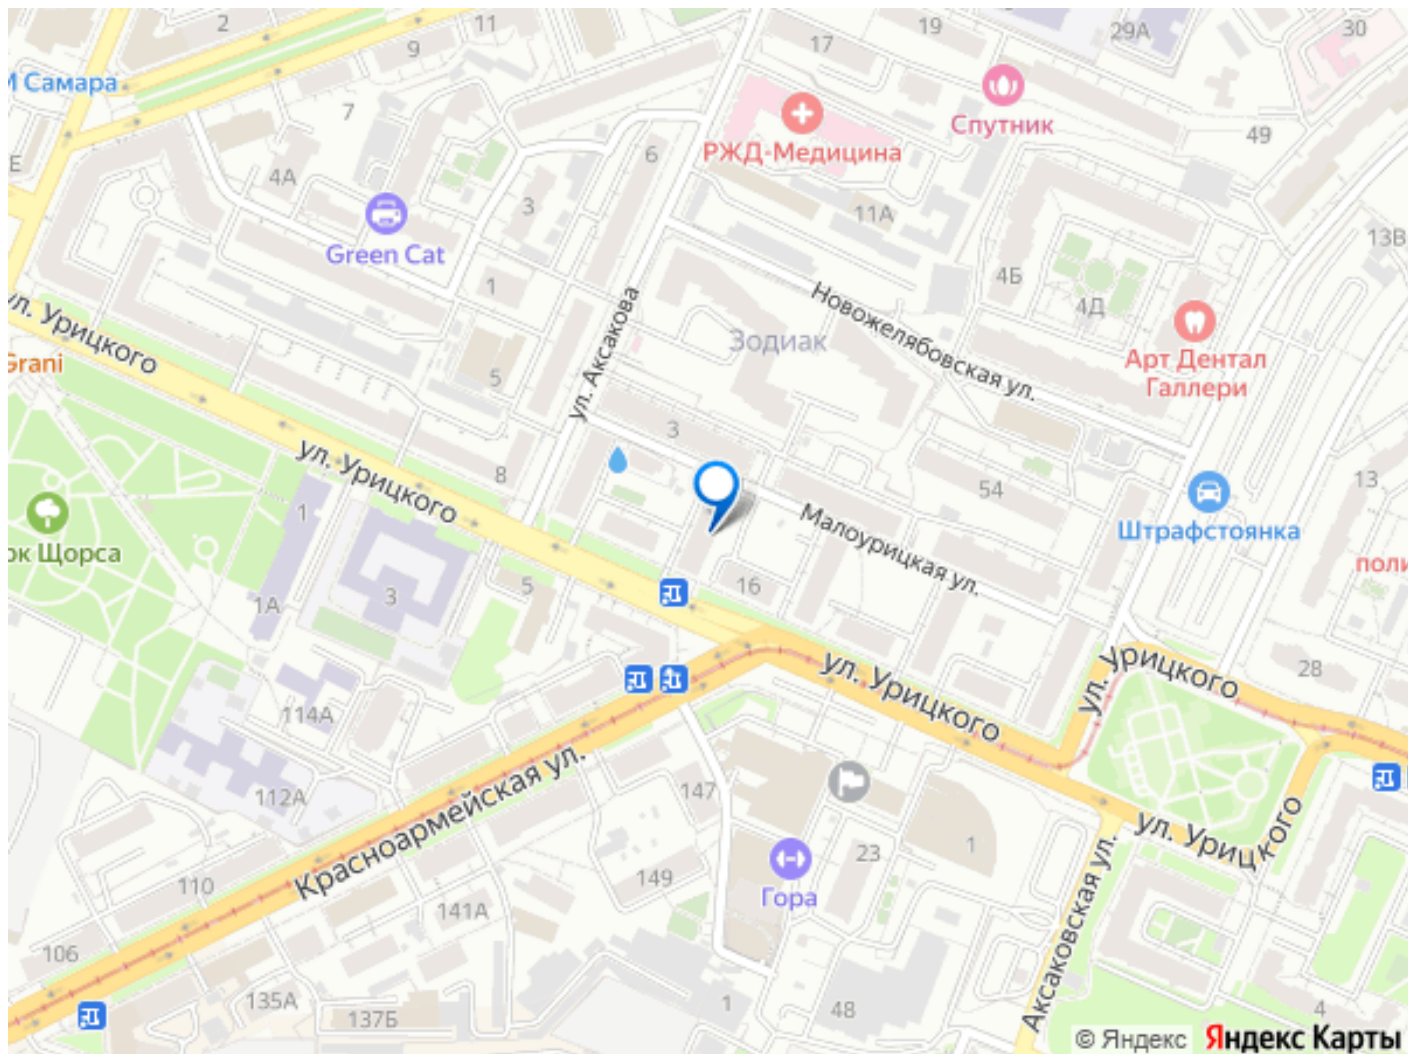 2
11
9
19
17
29А
30
Самара
7
Спутник
49
РЖД-Медицина
Е
4А
6
3
11А
Green Cat
13В
1
4Б
4Д
ул. Аксакова
Новожелябовская ул.
ул. Урицкого
Зодиак
Grani
5
Арт Дентал
Галлери
3
ул. Урицкого
8
54
13
1
Малоурицкая ул.
Штрафстоянка
рк Щорса
поли
3
5
16
1А
ул. Урицкого
ул. Урицкого
28
114А
Красноармейская ул.
112А
147
23
1
ул. Урицкого
149
Гора
110
141А
Аксаковская ул.
106
135А
137Б
1
48
4
© Яндекс Яндекс Карты